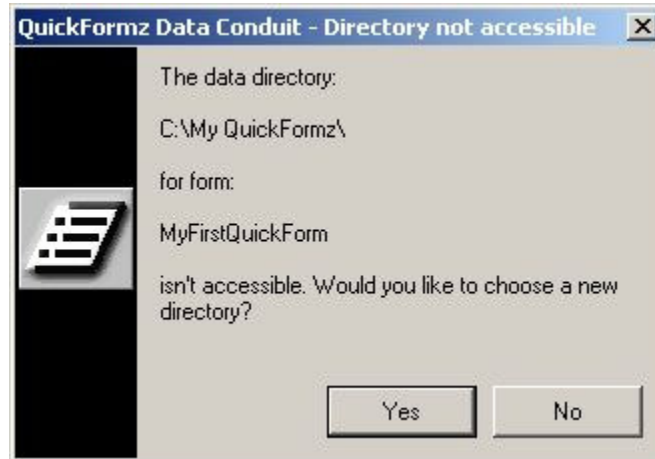 QuickFormz Data Conduit - Directory not accessible
The data directory:
C:\My QuickFormz\
for form:
MyFirstQuickForm
isn't accessible. Would you like to choose a new
directory?
Yes No